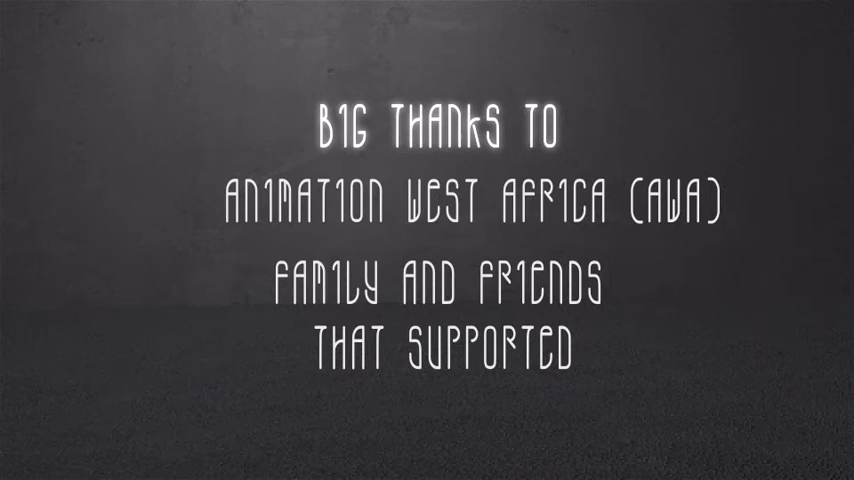 BIG THANKS TO
ANIMATION WEST AFRICA (AWA)
FAMILY AND FRIENDS
THAT SUPPORTED